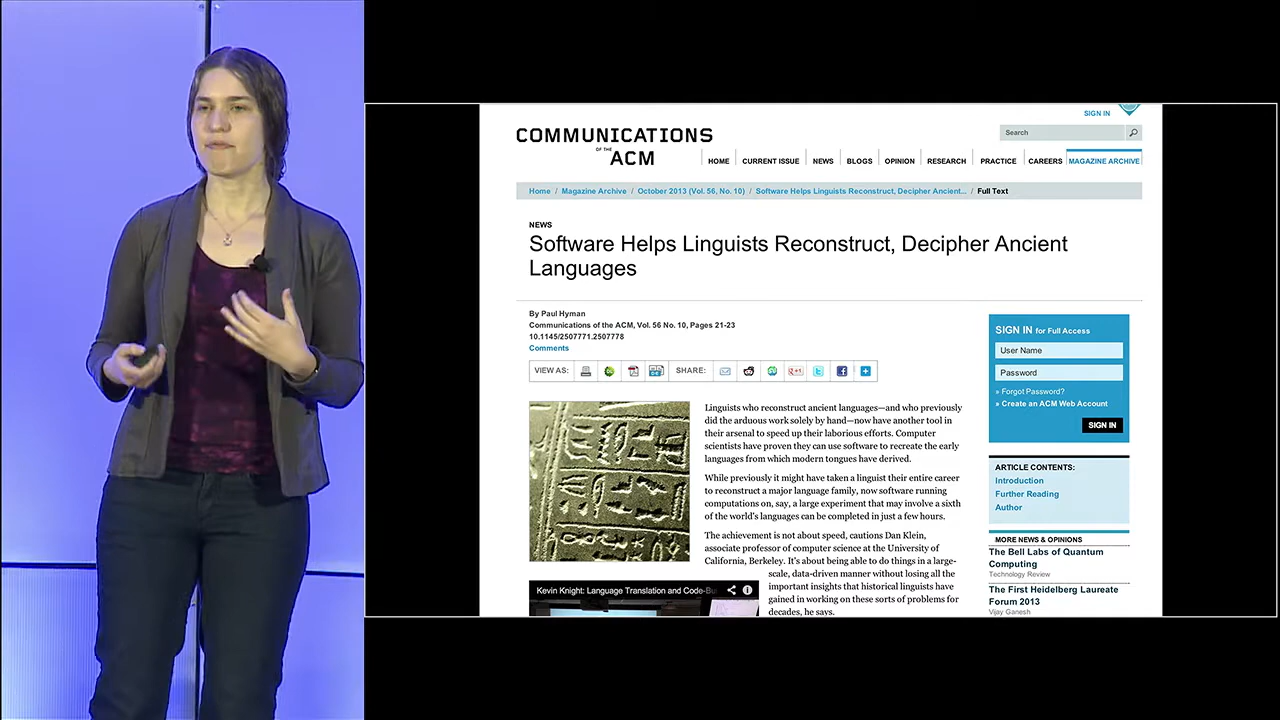 SIGN IN
COMMUNICATIONS
OF THE
ACM
Search
HOME CURRENT ISSUE NEWS BLOGS OPINION RESEARCH PRACTICE CAREERS MAGAZINE ARCHIVE
Home / Magazine Archive / October 2013 (Vol. 56, No. 10) / Software Helps Linguists Reconstruct, Decipher Ancient... / Full Text
NEWS
Software Helps Linguists Reconstruct, Decipher Ancient
Languages
By Paul Hyman
Communications of the ACM, Vol. 56 No. 10, Pages 21-23
10.1145/2507771.2507778
Comments
VIEW AS: SHARE:
Linguists who reconstruct ancient languages—and who previously
did the arduous work solely by hand—now have another tool in
their arsenal to speed up their laborious efforts. Computer
scientists have proven they can use software to recreate the early
languages from which modern tongues have derived.
While previously it might have taken a linguist their entire career
to reconstruct a major language family, now software running
computations on, say, a large experiment that may involve a sixth
of the world's languages can be completed in just a few hours.
The achievement is not about speed, cautions Dan Klein,
associate professor of computer science at the University of
California, Berkeley. It's about being able to do things in a large-
scale, data-driven manner without losing all the
important insights that historical linguists have
gained in working on these sorts of problems for
decades, he says.
Kevin Knight: Language Translation and Code-Bu
SIGN IN for Full Access
User Name
Password
» Forgot Password?
» Create an ACM Web Account
SIGN IN
ARTICLE CONTENTS:
Introduction
Further Reading
Author
MORE NEWS & OPINIONS
The Bell Labs of Quantum
Computing
Technology Review
The First Heidelberg Laureate
Forum 2013
Vijay Ganesh